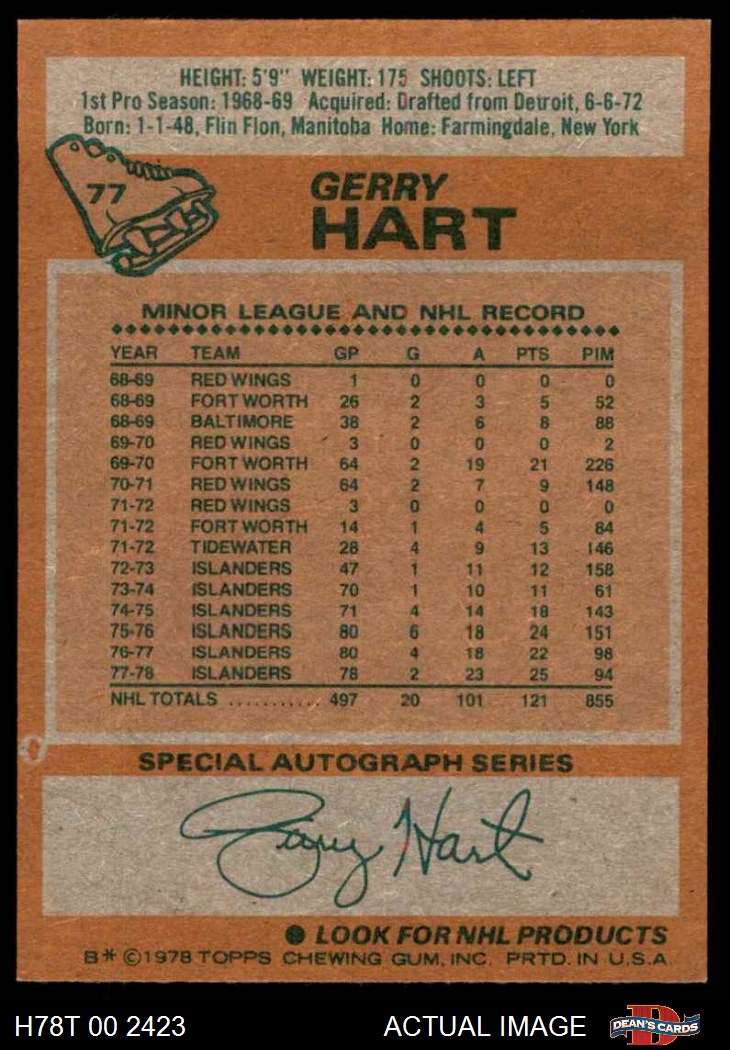 HEIGHT: 5'9" WEIGHT: 175 SHOOTS: LEFT
1st Pro Season: 1968-69 Acquired: Drafted from Detroit, 6-6-72
Born: 1-1-48, Flin Flon, Manitoba Home: Farmingdale, New York
77
GERRY
HART
MINOR LEAGUE AND NHL RECORD
YEAR TEAM GP G A PTS PIM
68-69 RED WINGS 1 0 0 0 0
68-69 FORT WORTH 26 2 3 5 52
68-69 BALTIMORE 38 2 6 8 88
69-70 RED WINGS 3 0 0 0 2
69-70 FORT WORTH 64 2 19 21 226
70-71 RED WINGS 64 2 7 9 148
71-72 RED WINGS 3 0 0 0 0
71-72 FORT WORTH 14 1 4 5 84
71-72 TIDEWATER 28 4 9 13 146
72-73 ISLANDERS 47 1 11 12 158
73-74 ISLANDERS 70 1 10 11 61
74-75 ISLANDERS 71 4 14 18 143
75-76 ISLANDERS 80 6 18 24 151
76-77 ISLANDERS 80 4 18 22 98
77-78 ISLANDERS 78 2 23 25 94
NHL TOTALS ........... 497 20 101 121 855
SPECIAL AUTOGRAPH SERIES
Gerry Hart
● LOOK FOR NHL PRODUCTS
B* ©1978 TOPPS CHEWING GUM, INC. PRTD. IN U.S.A.
H78T 00 2423 ACTUAL IMAGE DEAN'S CARDS